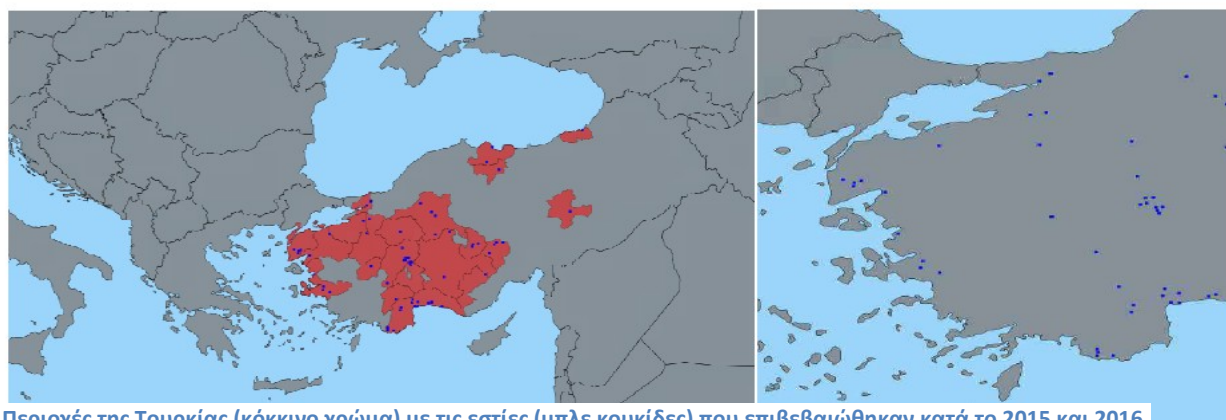 Περιοχές της Τουρκίας (κόκκινο χρώμα) με τις εστίες (μπλε κουκίδες) που επιβεβαιώθηκαν κατά το 2015 και 2016